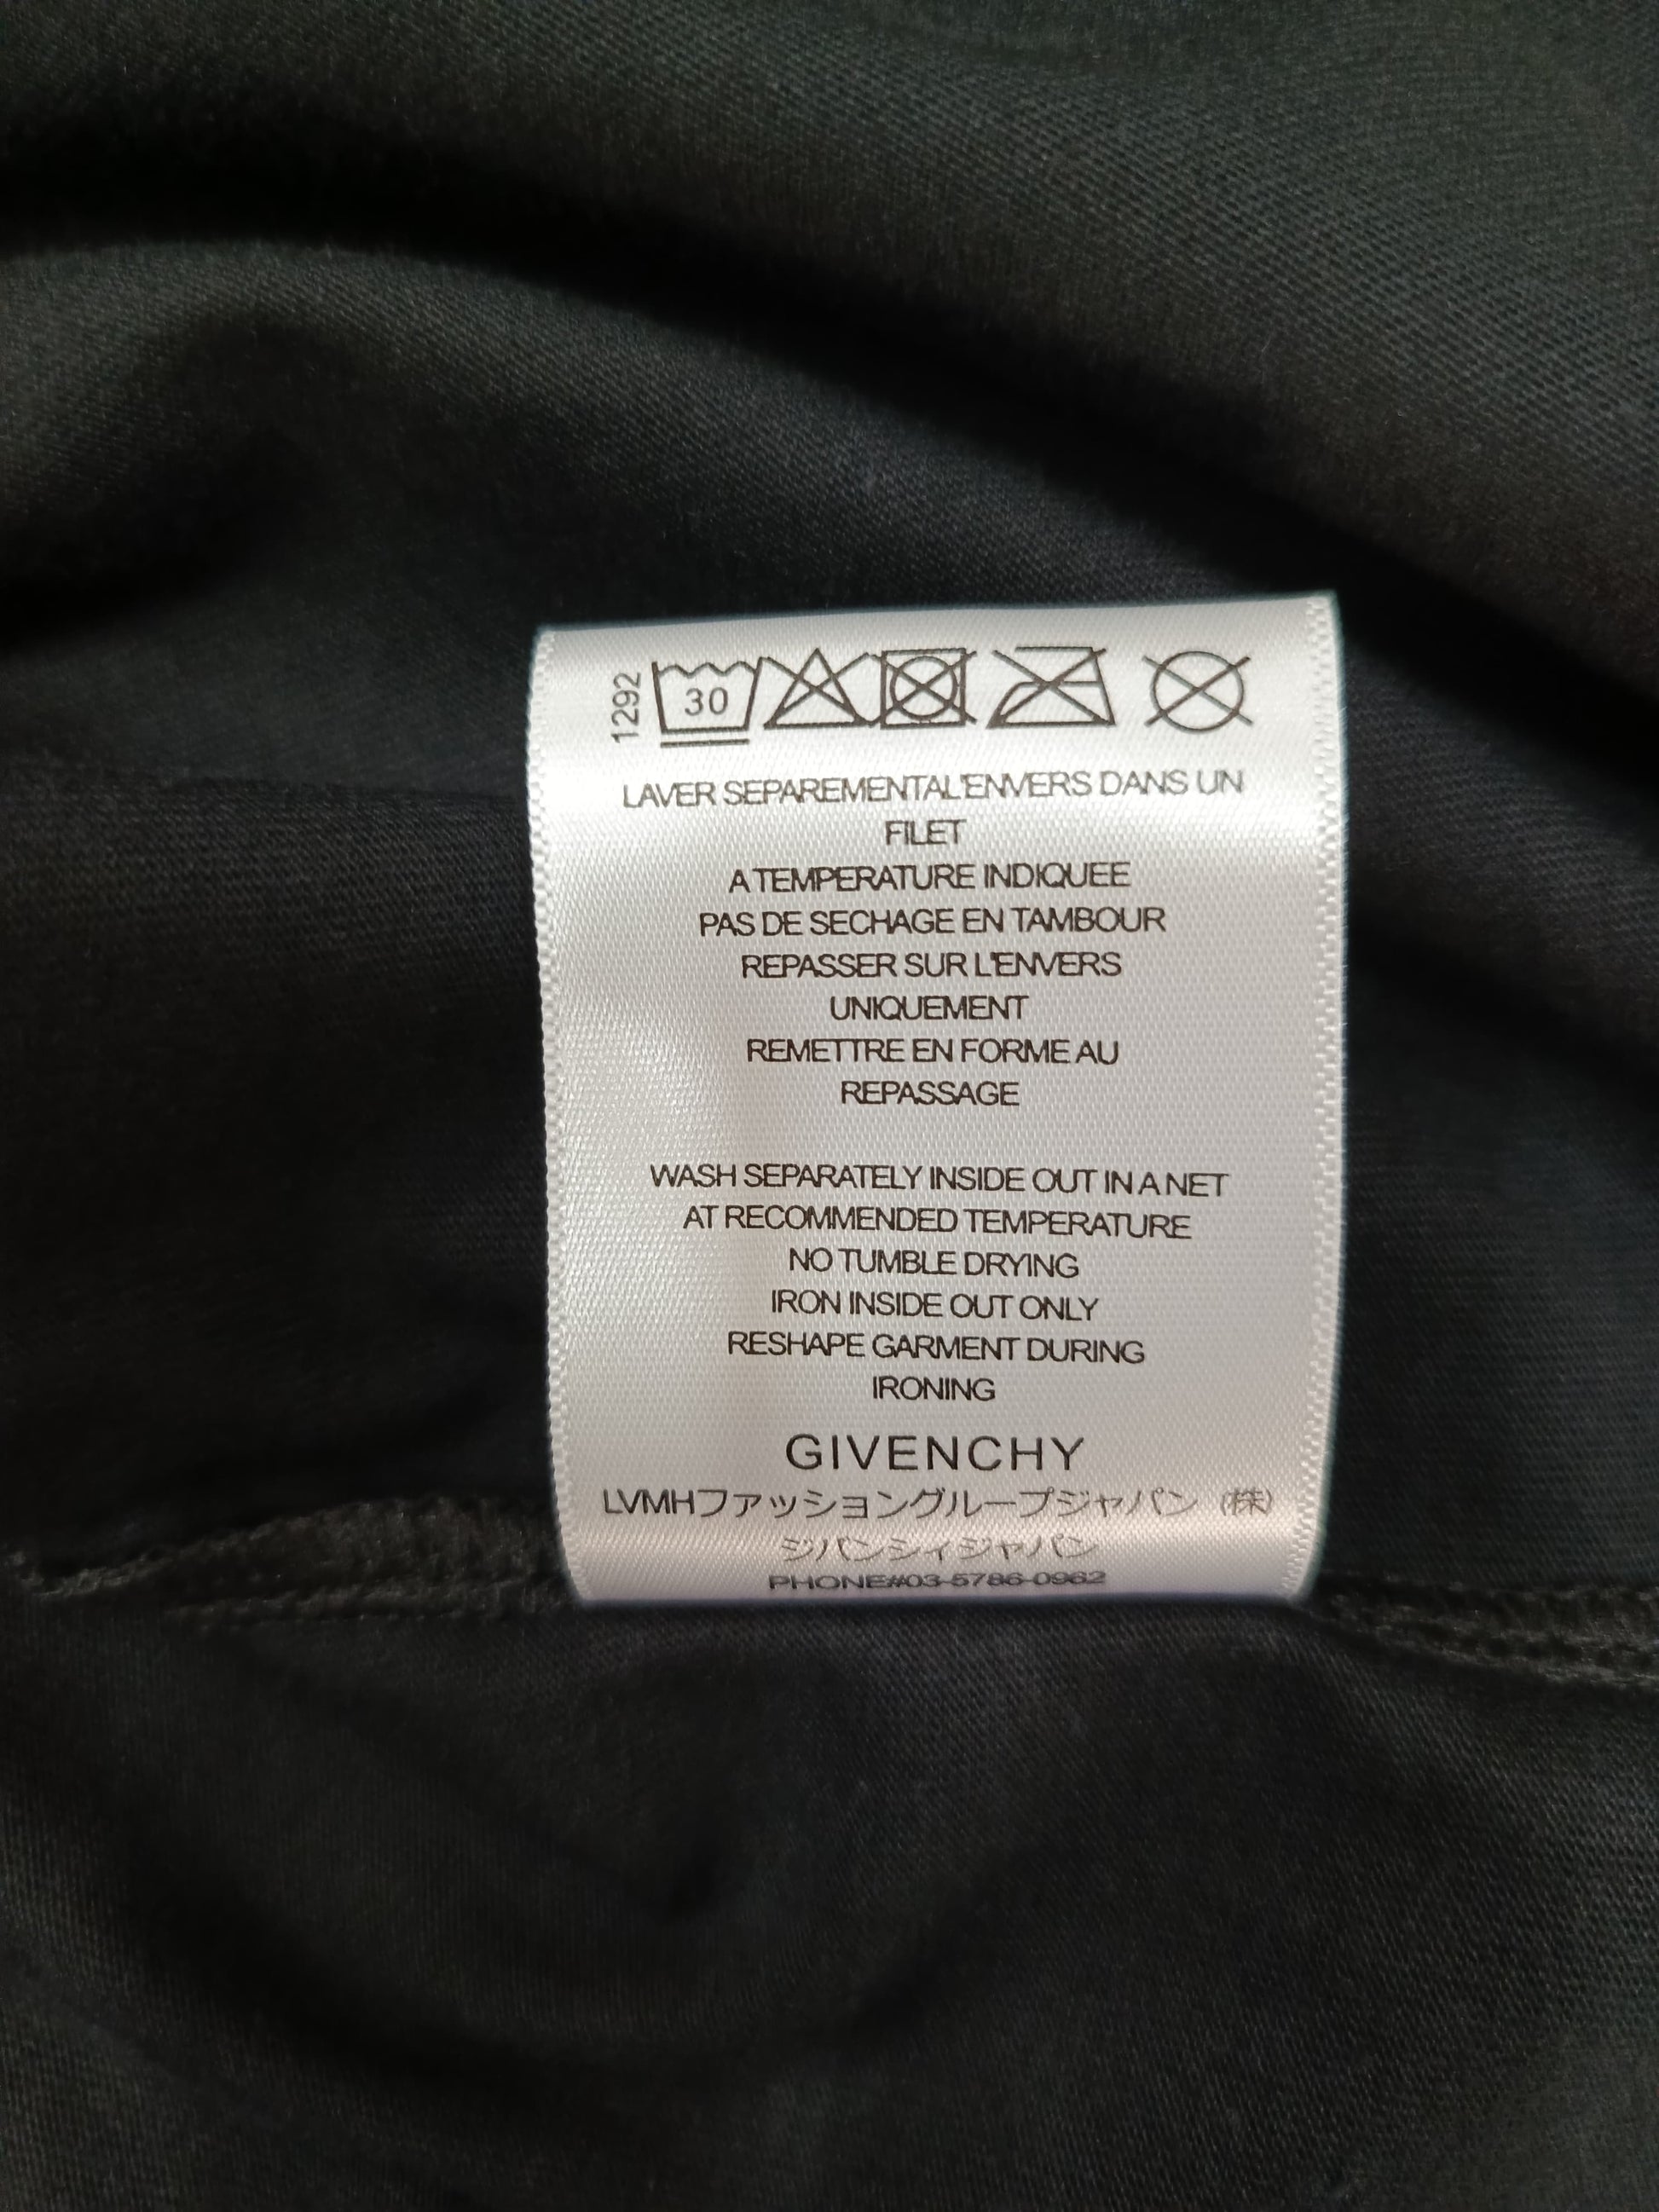 1292
30
LAVER SEPAREMENTAL'ENVERS DANS UN
FILET
A TEMPERATURE INDIQUEE
PAS DE SECHAGE EN TAMBOUR
REPASSER SUR L'ENVERS
UNIQUEMENT
REMETTRE EN FORME AU
REPASSAGE
WASH SEPARATELY INSIDE OUT IN A NET
AT RECOMMENDED TEMPERATURE
NO TUMBLE DRYING
IRON INSIDE OUT ONLY
RESHAPE GARMENT DURING
IRONING
GIVENCHY
LVMHファッショングループジャパン (株)
ジバンシィジャパン
PHONE#03-5786-0962